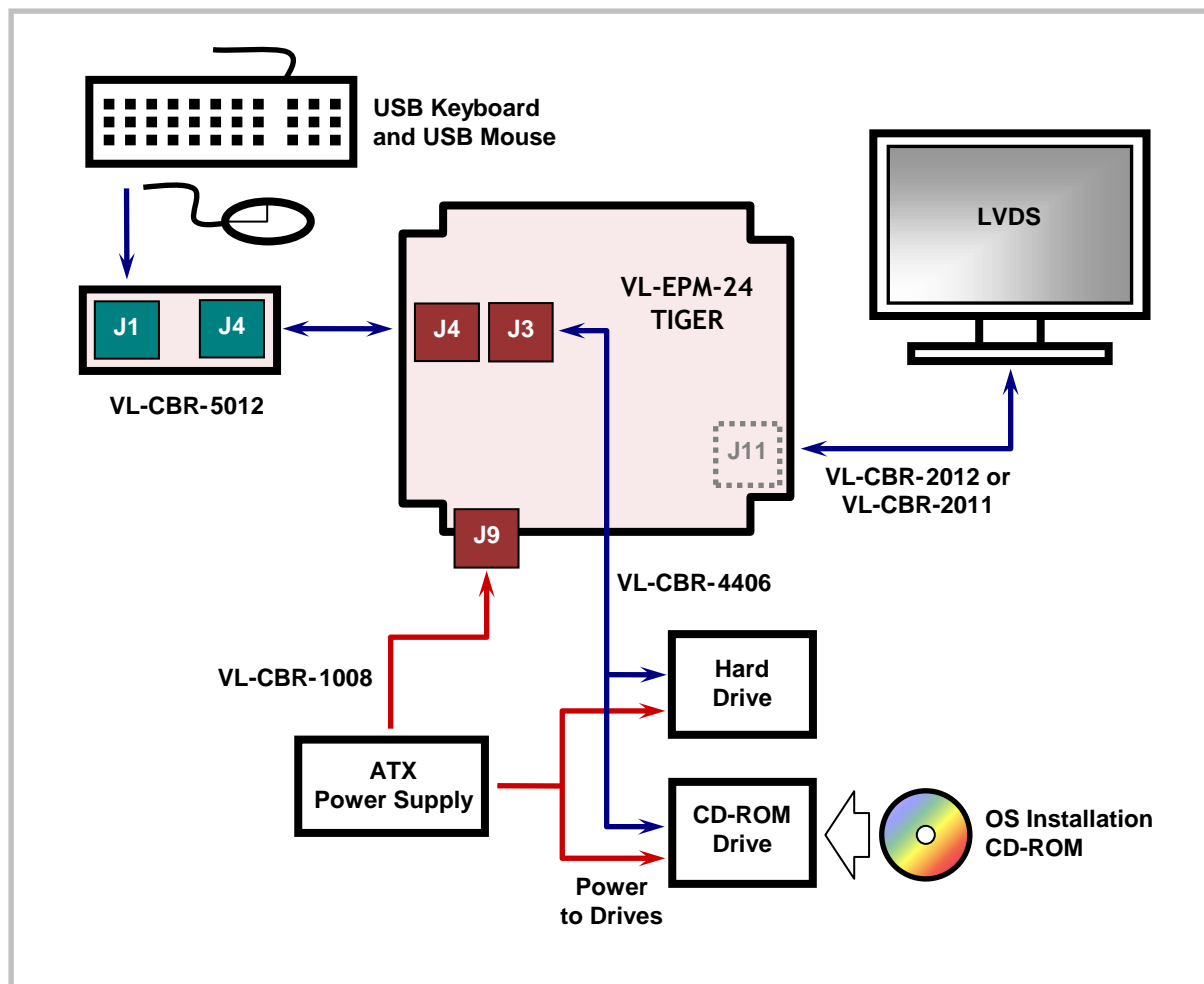 USB Keyboard
and USB Mouse
LVDS
VL-EPM-24
TIGER
J1
J4
J4
J3
VL-CBR-5012
J11
VL-CBR-2012 or
VL-CBR-2011
J9
VL-CBR-4406
VL-CBR-1008
Hard
Drive
ATX
Power Supply
CD-ROM
Drive
OS Installation
CD-ROM
Power
to Drives